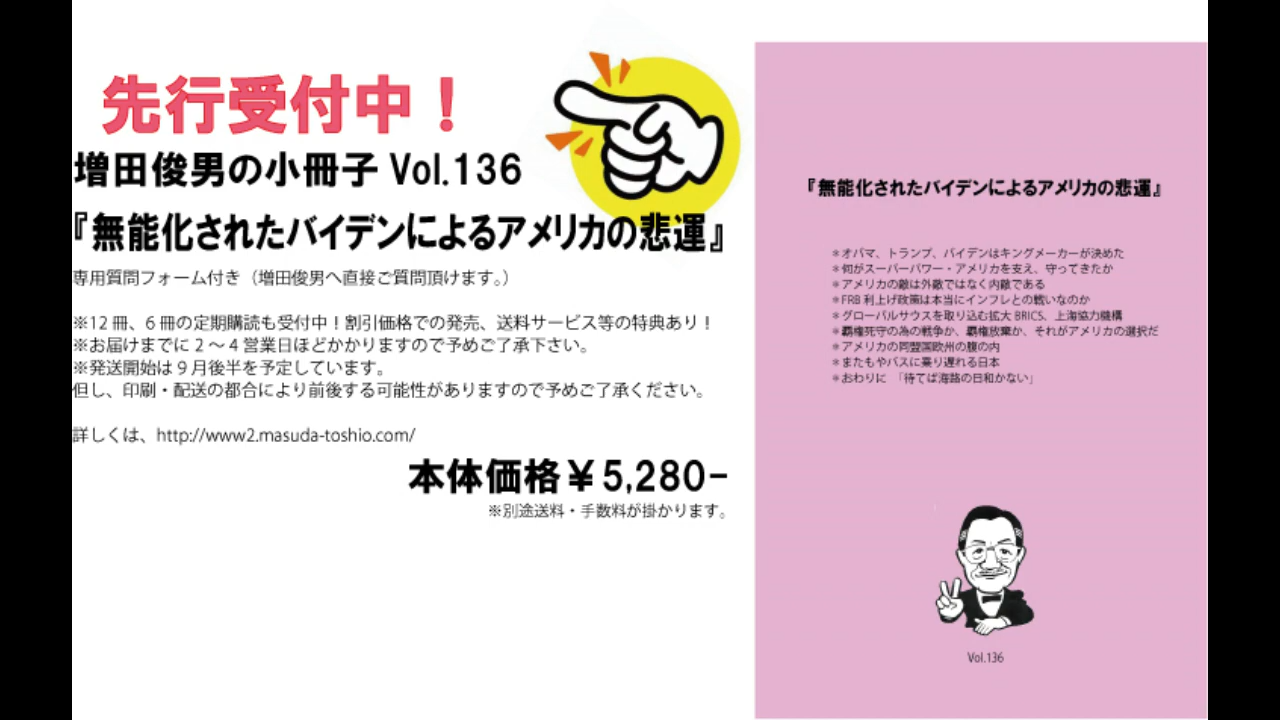 先行受付中！
増田俊男の小冊子 Vol.136
『無能化されたバイデンによるアメリカの悲運』
専用質問フォーム付き（増田俊男へ直接ご質問頂けます。）
※12 冊、6 冊の定期購読も受付中！割引価格での発売、送料サービス等の特典あり！
※お届けまでに 2 〜 4 営業日ほどかかりますので予めご了承下さい。
※発送開始は 9 月後半を予定しています。
但し、印刷・配送の都合により前後する可能性がありますので予めご了承ください。
詳しくは、http://www2.masuda-toshio.com/
本体価格￥5,280−
※別途送料・手数料が掛かります。
『無能化されたバイデンによるアメリカの悲運』
＊オバマ、トランプ、バイデンはキングメーカーが決めた
＊何がスーパーパワー・アメリカを支え、守ってきたか
＊アメリカの敵は外敵ではなく内敵である
＊FRB 利上げ政策は本当にインフレとの戦いなのか
＊グローバルサウスを取り込む拡大 BRICS、上海協力機構
＊覇権死守の為の戦争か、覇権放棄か、それがアメリカの選択だ
＊アメリカの同盟国欧州の腹の内
＊またもやバスに乗り遅れる日本
＊おわりに　「待てば海路の日和かない」
Vol.136